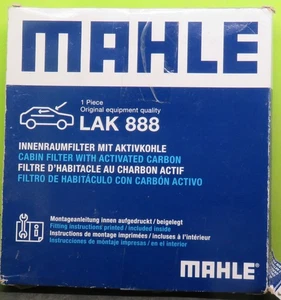 MAHLE
1 Piece
Original equipment quality
LAK 888
INNENRAUMFILTER MIT AKTIVKOHLE
CABIN FILTER WITH ACTIVATED CARBON
FILTRE D'HABITACLE AU CHARBON ACTIF
FILTRO DE HABITÁCULO CON CARBÓN ACTIVO
Montageanleitung innen aufgedruckt / beigelegt
Fitting instructions printed / included inside
Instructions de montage imprimées / incluses à l'intérieur
Instrucciones de montaje impresas / en el interior
MAHLE